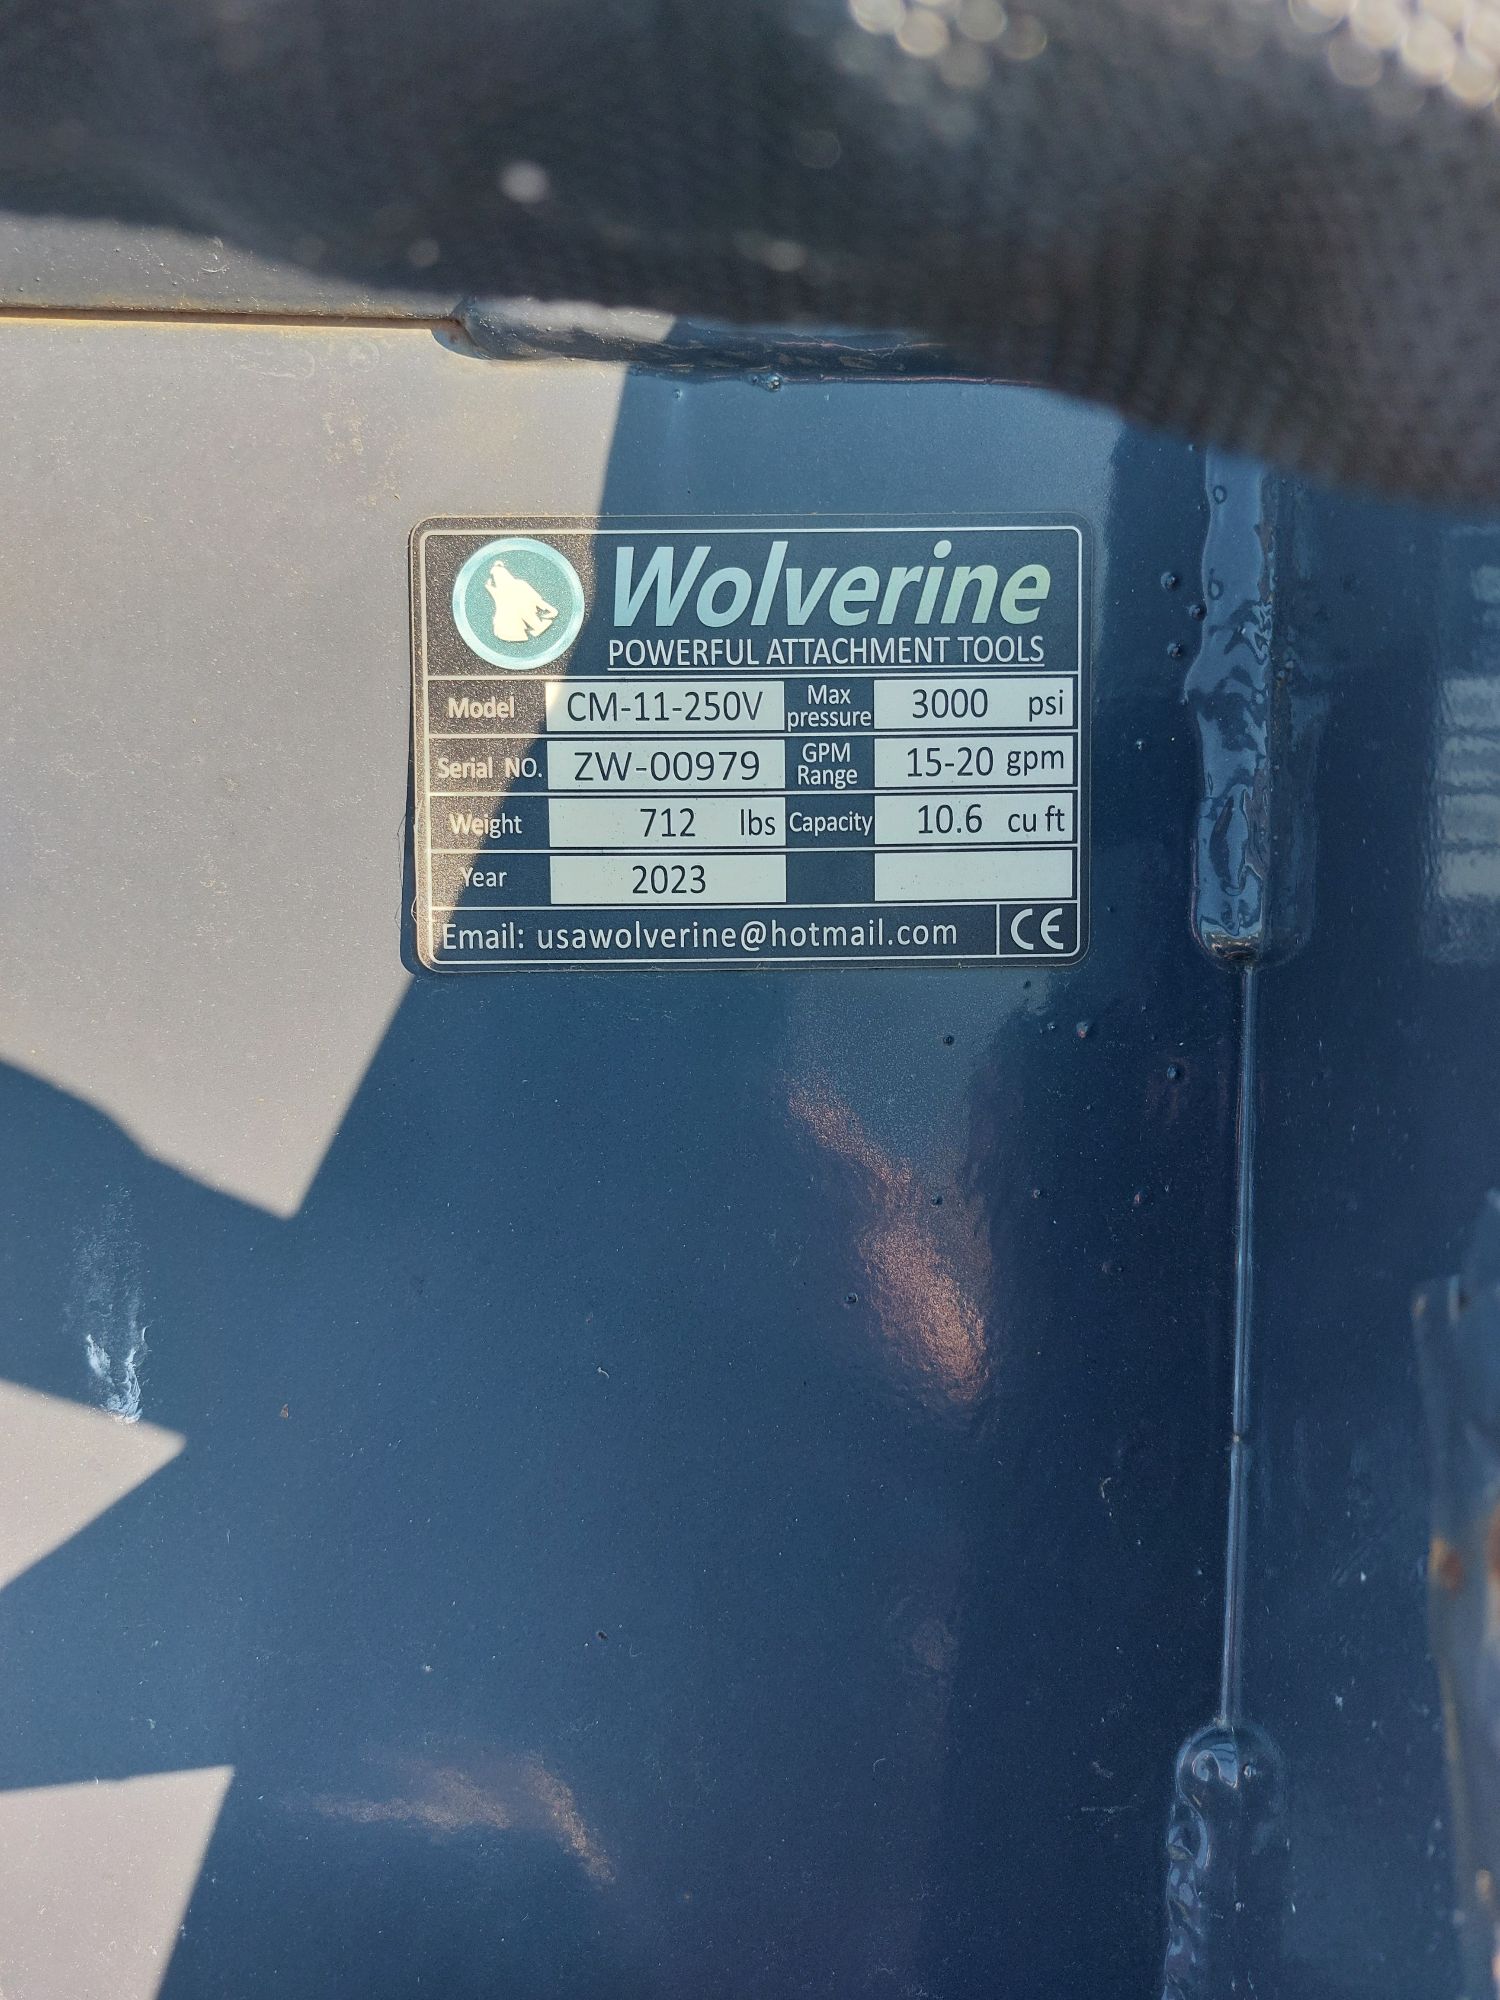 Wolverine
POWERFUL ATTACHMENT TOOLS
Model CM-11-250V Max pressure 3000 psi
Serial NO. ZW-00979 GPM Range 15-20 gpm
Weight 712 lbs Capacity 10.6 cu ft
Year 2023
Email: usawolverine@hotmail.com CE